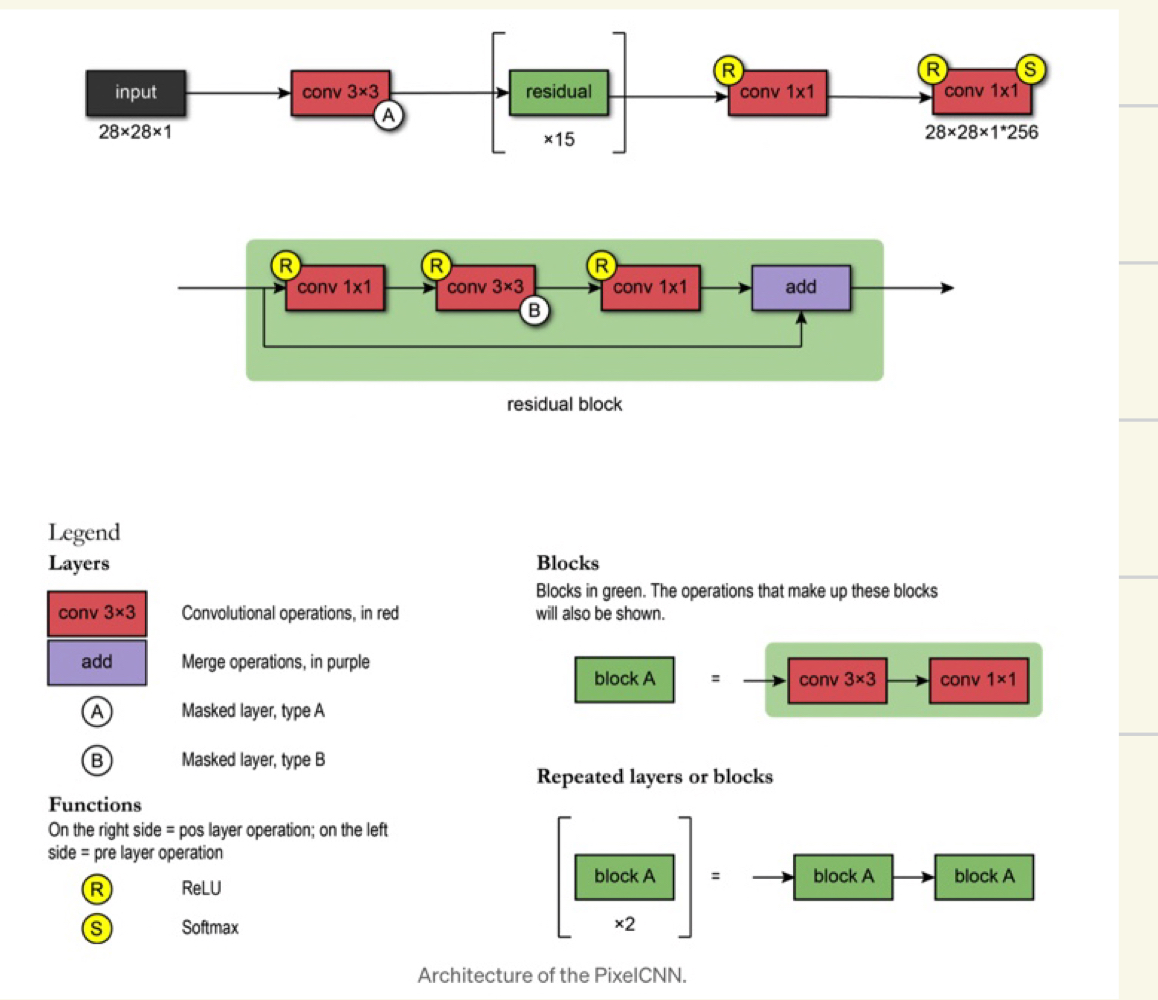 input
28×28×1
conv 3×3
A
residual
×15
R
conv 1x1
R
S
conv 1x1
28×28×1*256
R
conv 1x1
R
conv 3×3
B
R
conv 1x1
add
residual block
Legend
Layers
conv 3×3
Convolutional operations, in red
add
Merge operations, in purple
A
Masked layer, type A
B
Masked layer, type B
Functions
On the right side = pos layer operation; on the left
side = pre layer operation
R
ReLU
S
Softmax
Blocks
Blocks in green. The operations that make up these blocks
will also be shown.
block A
=
conv 3×3
conv 1×1
Repeated layers or blocks
block A
×2
=
block A
block A
Architecture of the PixelCNN.